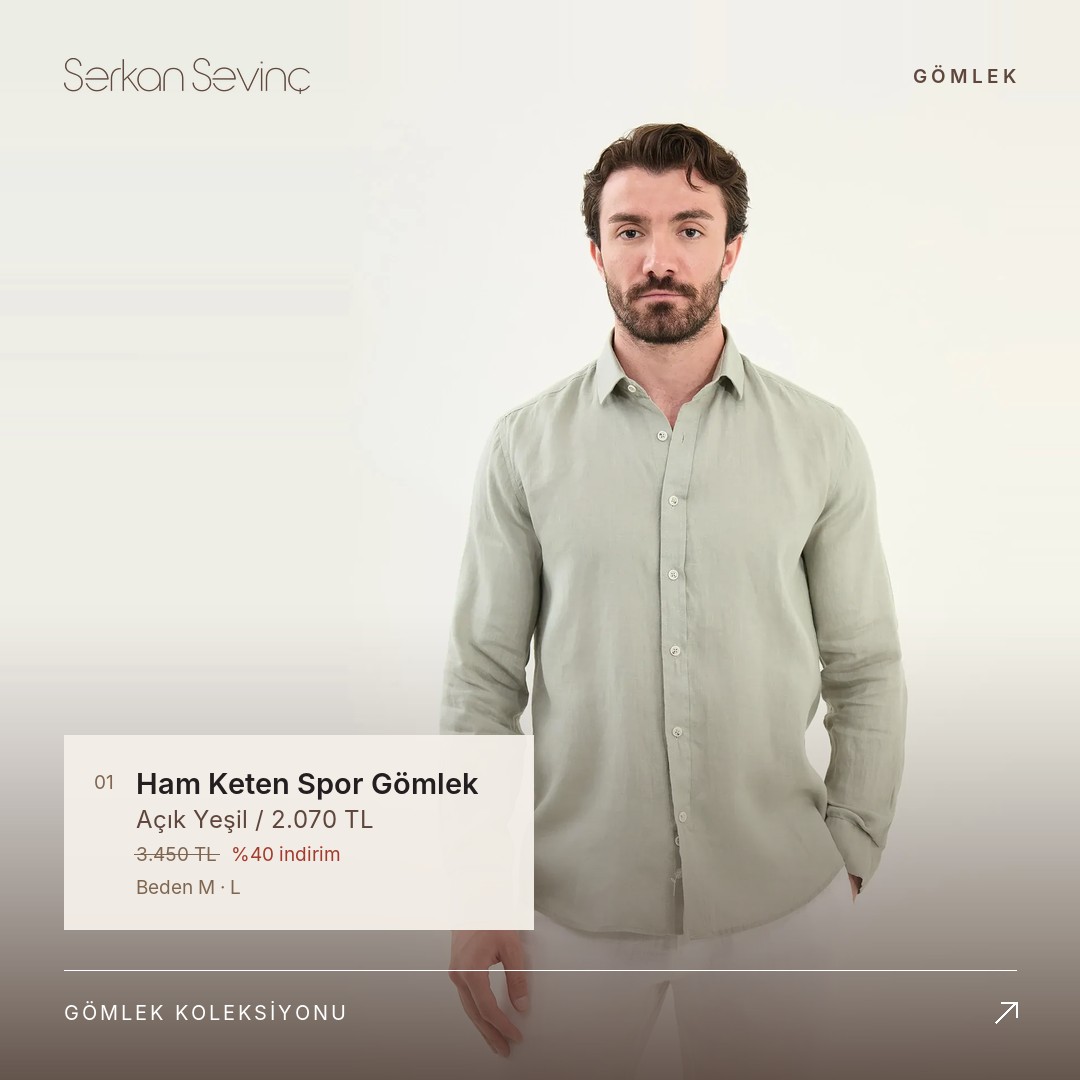 Serkan Sevinç
GÖMLEK
01
Ham Keten Spor Gömlek
Açık Yeşil / 2.070 TL
3.450 TL %40 indirim
Beden M · L
GÖMLEK KOLEKSİYONU